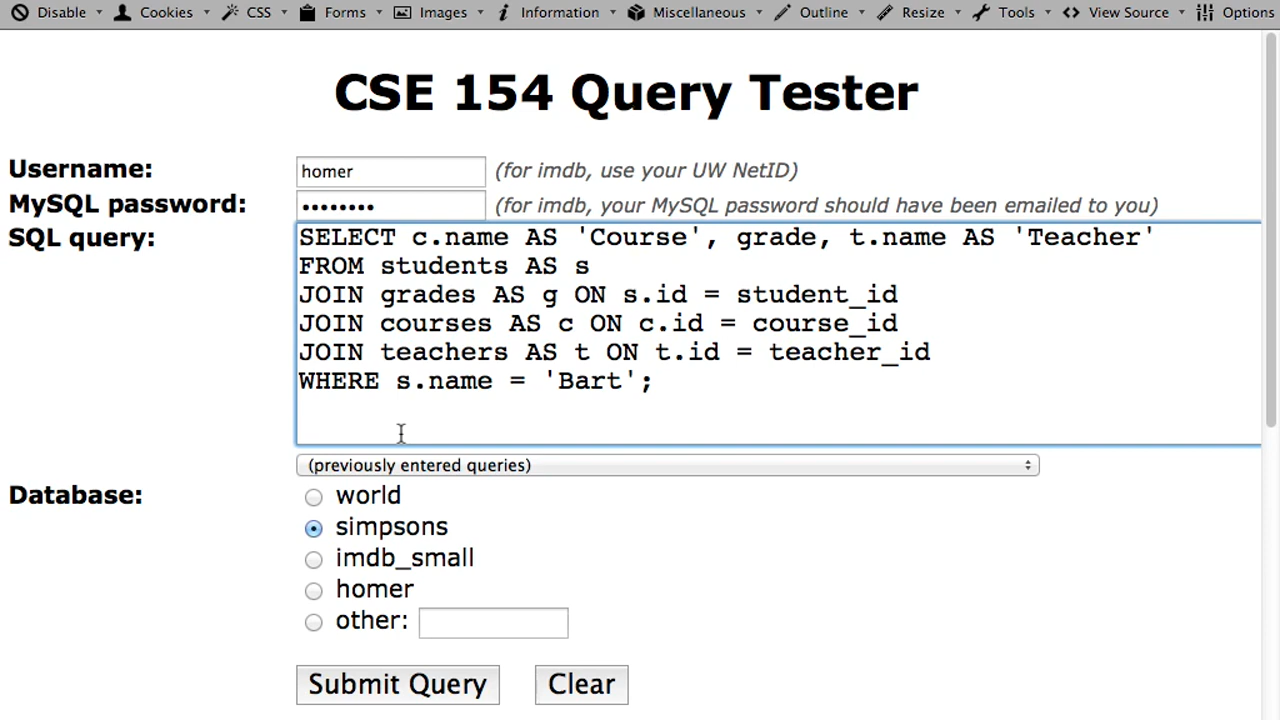 Disable Cookies CSS Forms Images Information Miscellaneous Outline Resize Tools View Source Options
CSE 154 Query Tester
Username: homer (for imdb, use your UW NetID)
MySQL password: •••••••• (for imdb, your MySQL password should have been emailed to you)
SQL query:
SELECT c.name AS 'Course', grade, t.name AS 'Teacher'
FROM students AS s
JOIN grades AS g ON s.id = student_id
JOIN courses AS c ON c.id = course_id
JOIN teachers AS t ON t.id = teacher_id
WHERE s.name = 'Bart';
(previously entered queries)
Database:
world
simpsons
imdb_small
homer
other:
Submit Query Clear